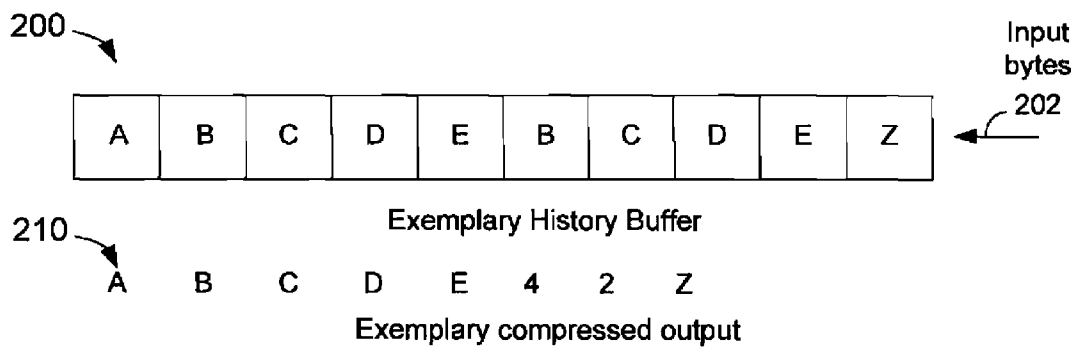 200
Input
bytes
202
A B C D E B C D E Z
Exemplary History Buffer
210
A B C D E 4 2 Z
Exemplary compressed output